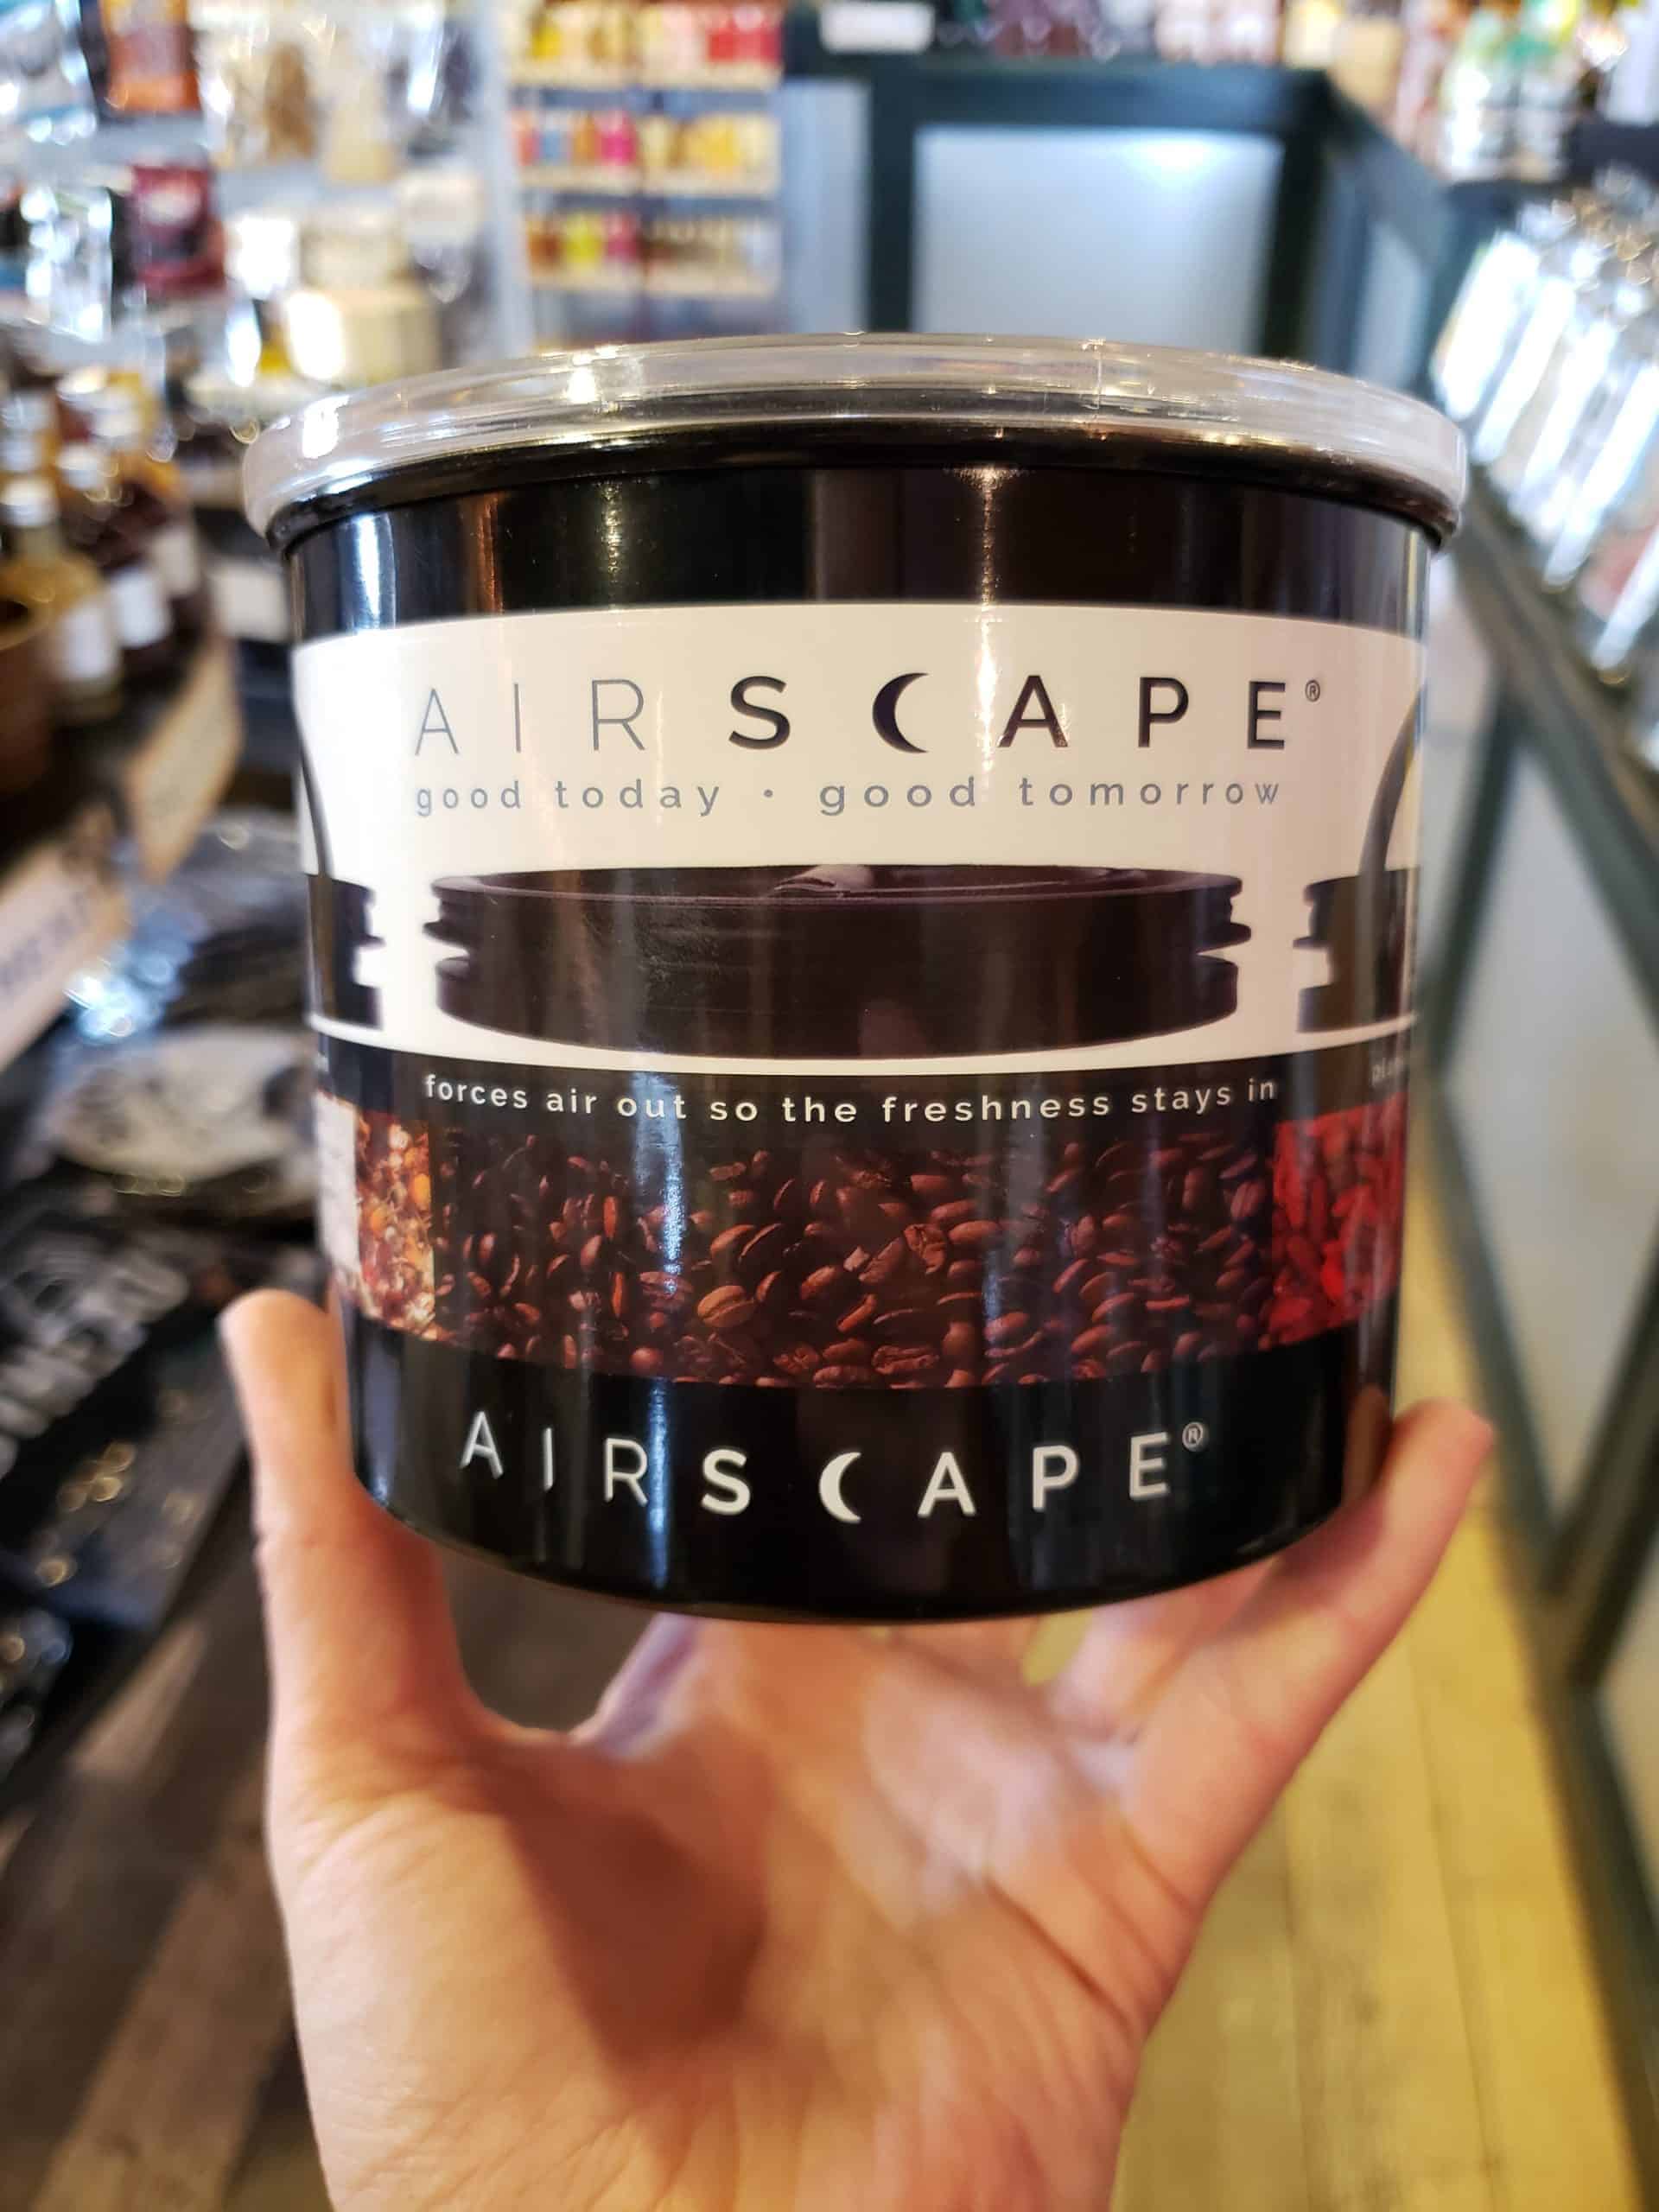 AIRSCAPE®
good today · good tomorrow
forces air out so the freshness stays in
AIRSCAPE®